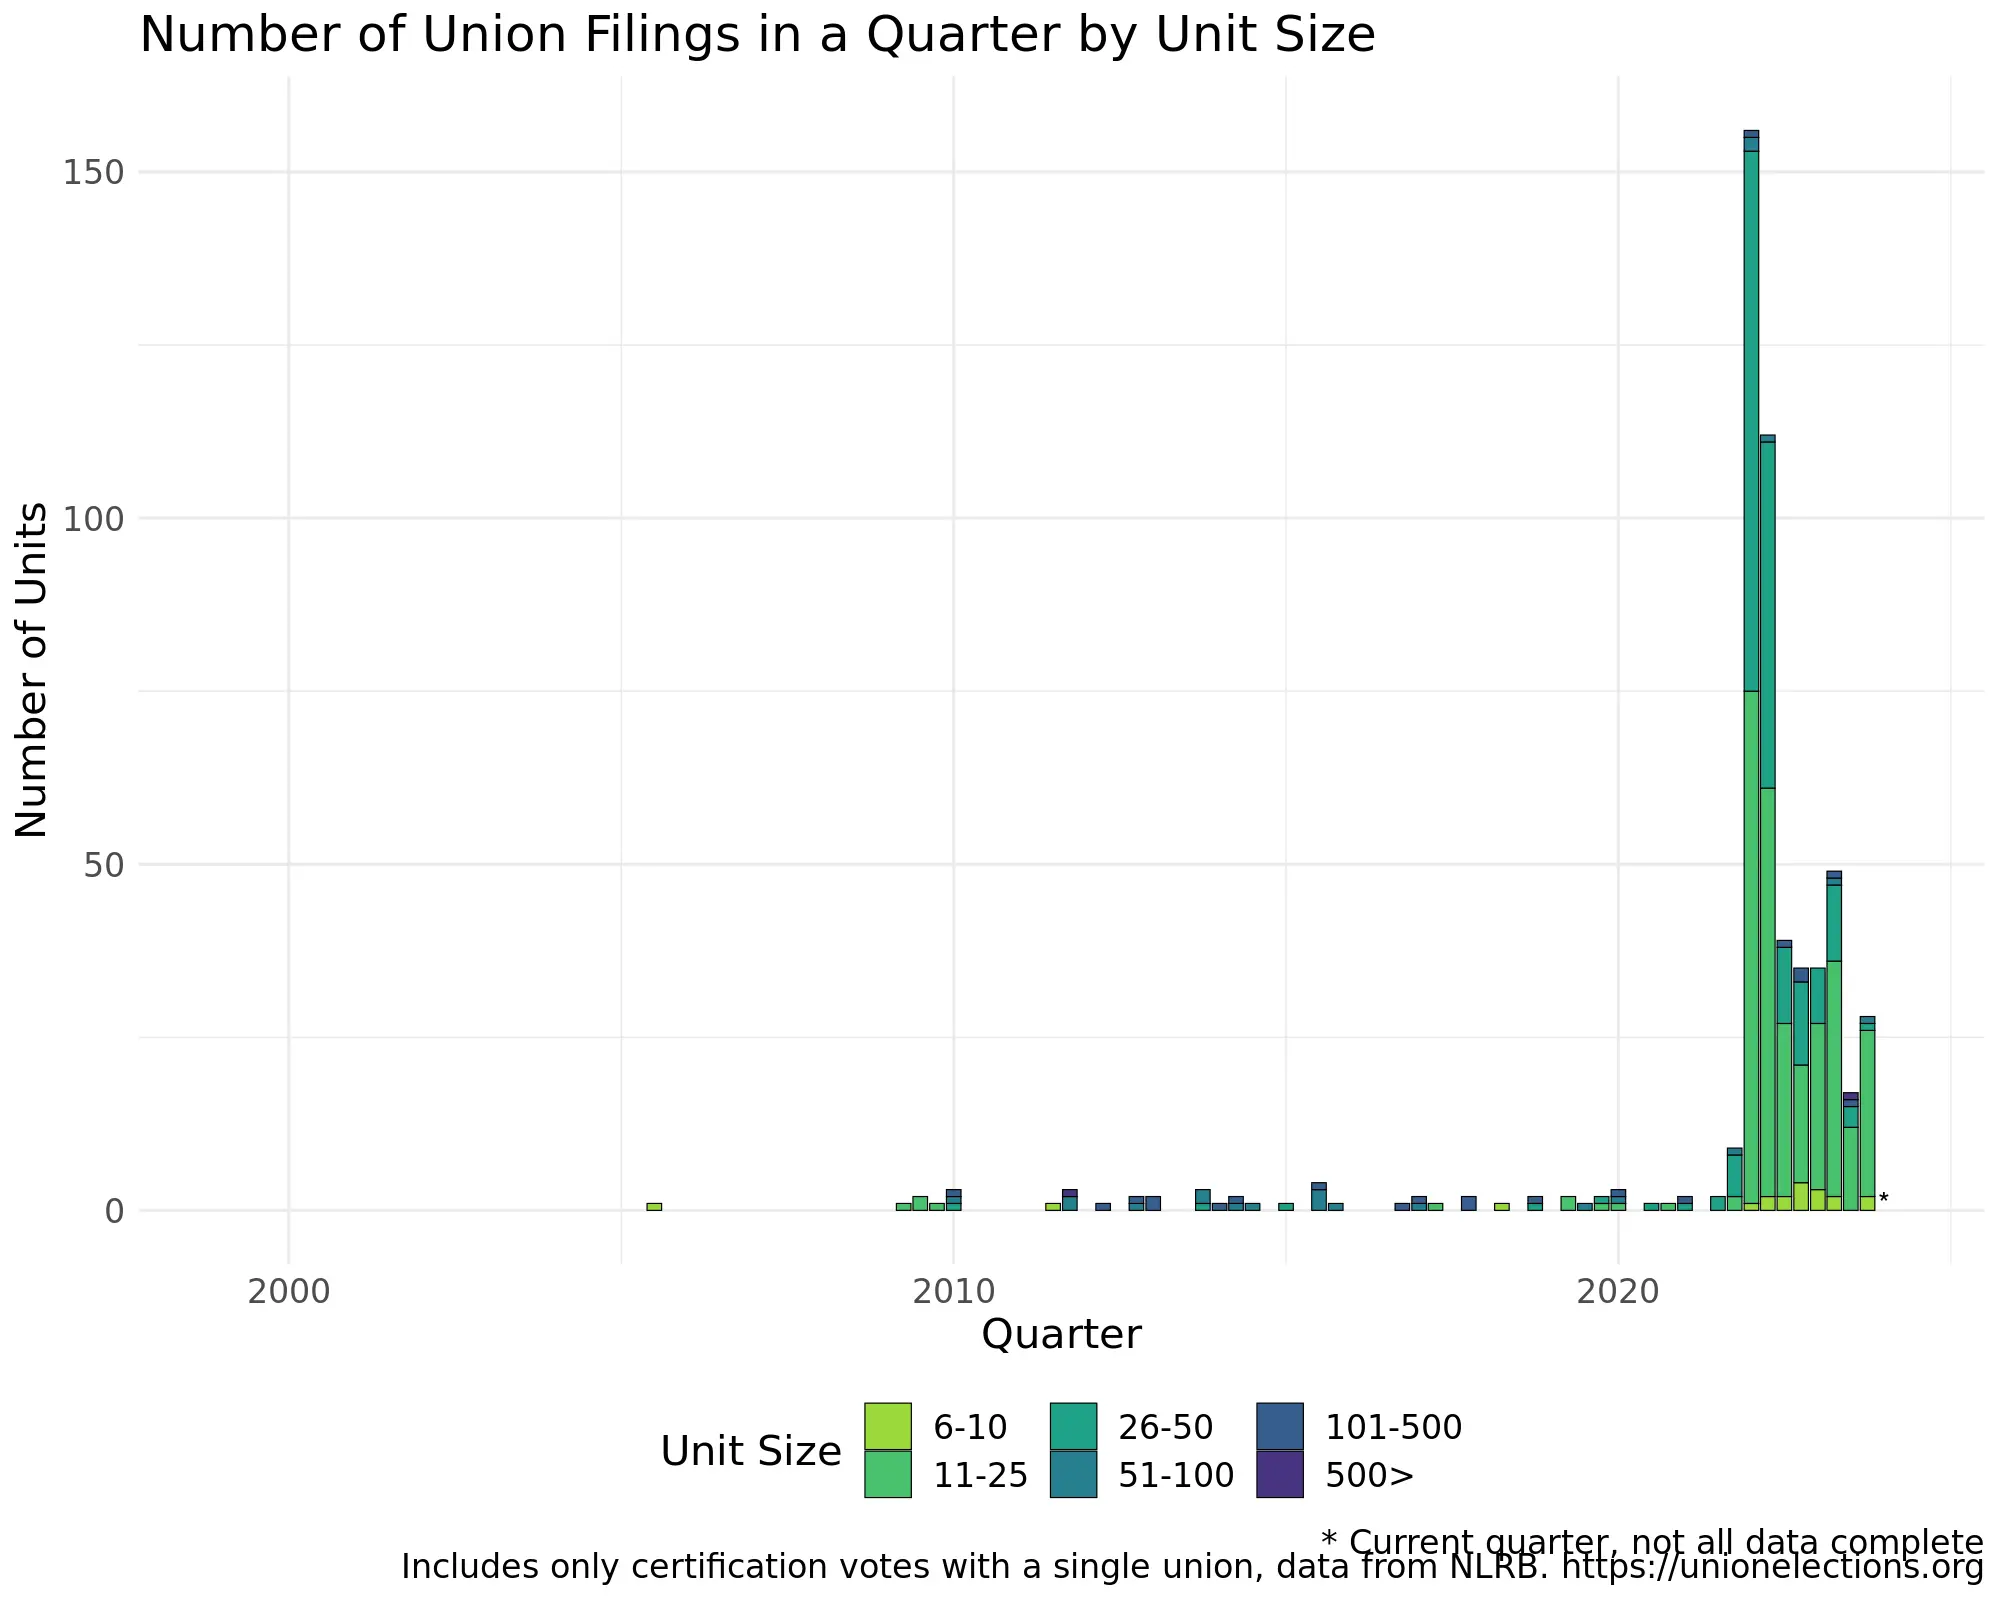 Number of Union Filings in a Quarter by Unit Size
Number of Units
150
100
50
0
*
2000
2010
2020
Quarter
Unit Size
6-10
26-50
101-500
11-25
51-100
500>
* Current quarter, not all data complete
Includes only certification votes with a single union, data from NLRB. https://unionelections.org